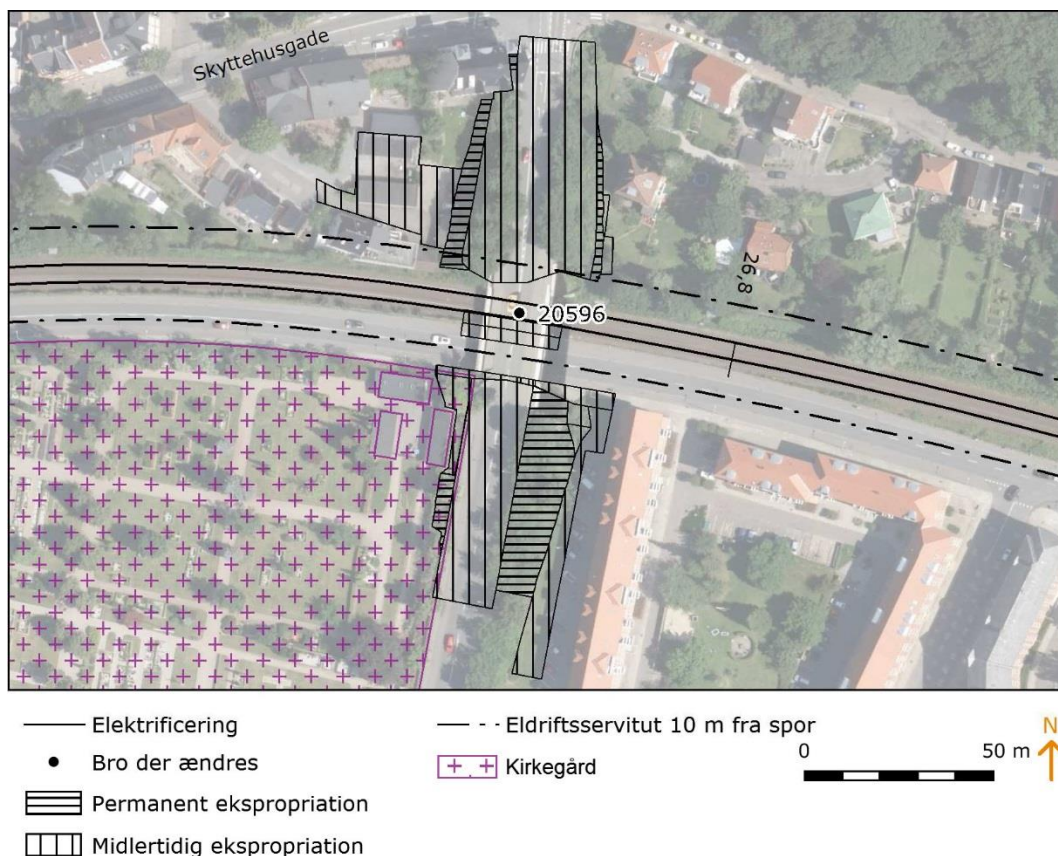 Skyttehusgade
26,8
20596
Elektrificering
Eldriftsservitut 10 m fra spor
N
Bro der ændres
Kirkegård
0 50 m
Permanent ekspropriation
Midlertidig ekspropriation